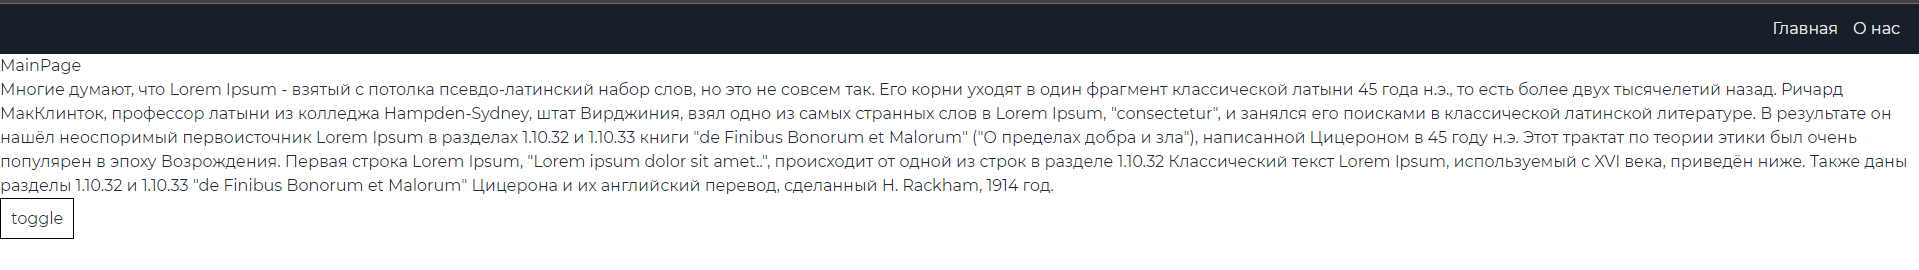 Главная О нас
MainPage
Многие думают, что Lorem Ipsum - взятый с потолка псевдо-латинский набор слов, но это не совсем так. Его корни уходят в один фрагмент классической латыни 45 года н.э., то есть более двух тысячелетий назад. Ричард
МакКлинток, профессор латыни из колледжа Hampden-Sydney, штат Вирджиния, взял одно из самых странных слов в Lorem Ipsum, "consectetur", и занялся его поисками в классической латинской литературе. В результате он
нашёл неоспоримый первоисточник Lorem Ipsum в разделах 1.10.32 и 1.10.33 книги "de Finibus Bonorum et Malorum" ("О пределах добра и зла"), написанной Цицероном в 45 году н.э. Этот трактат по теории этики был очень
популярен в эпоху Возрождения. Первая строка Lorem Ipsum, "Lorem ipsum dolor sit amet..", происходит от одной из строк в разделе 1.10.32 Классический текст Lorem Ipsum, используемый с XVI века, приведён ниже. Также даны
разделы 1.10.32 и 1.10.33 "de Finibus Bonorum et Malorum" Цицерона и их английский перевод, сделанный H. Rackham, 1914 год.
toggle